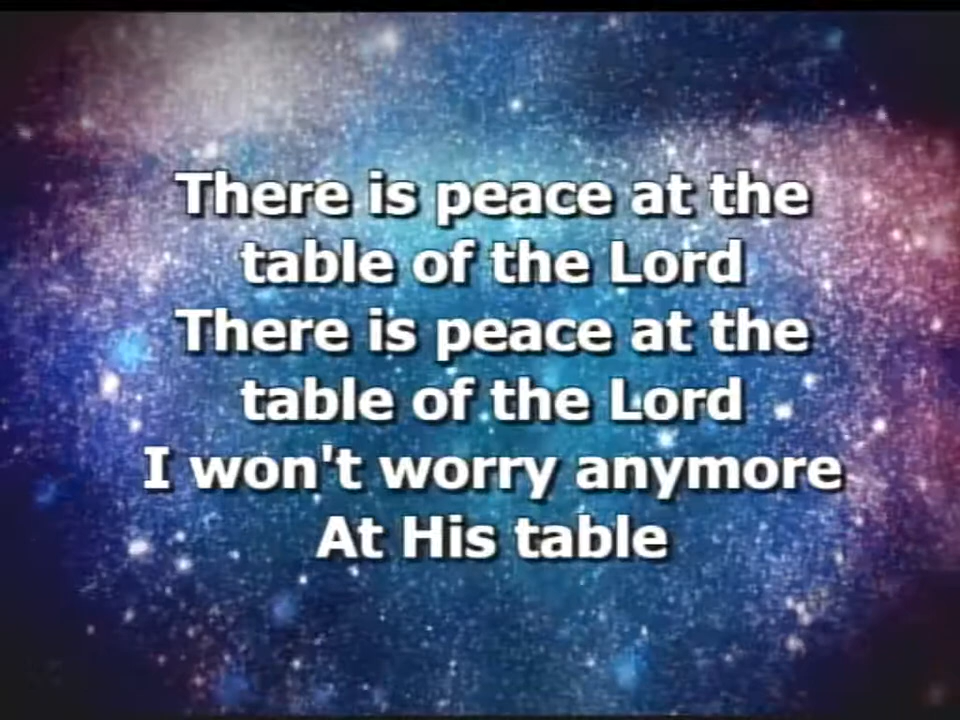 There is peace at the
table of the Lord
There is peace at the
table of the Lord
I won't worry anymore
At His table